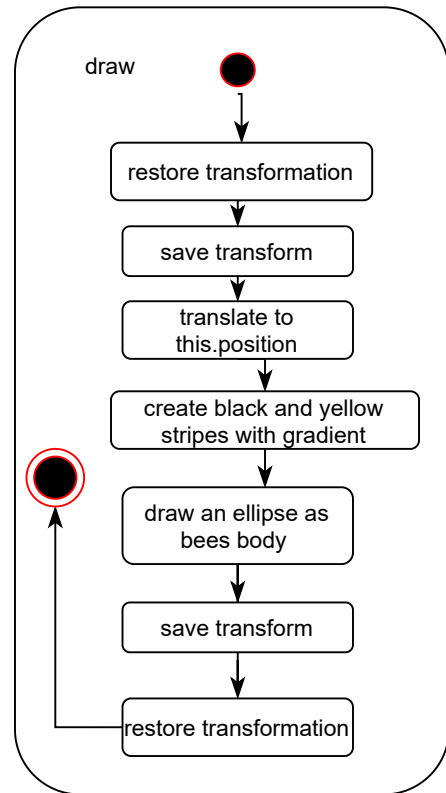 draw
restore transformation
save transform
translate to
this.position
create black and yellow
stripes with gradient
draw an ellipse as
bees body
save transform
restore transformation